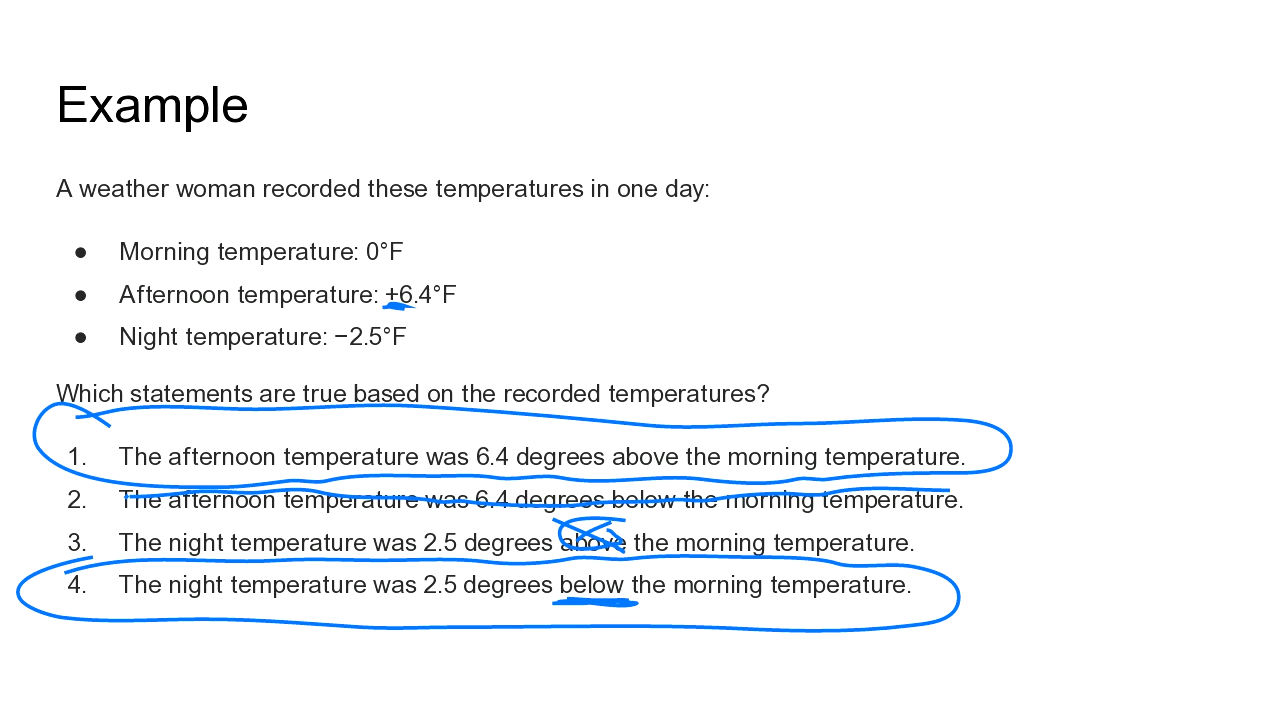 Example
A weather woman recorded these temperatures in one day:
● Morning temperature: 0°F
● Afternoon temperature: +6.4°F
● Night temperature: −2.5°F
Which statements are true based on the recorded temperatures?
1. The afternoon temperature was 6.4 degrees above the morning temperature.
2. The afternoon temperature was 6.4 degrees below the morning temperature.
3. The night temperature was 2.5 degrees above the morning temperature.
4. The night temperature was 2.5 degrees below the morning temperature.